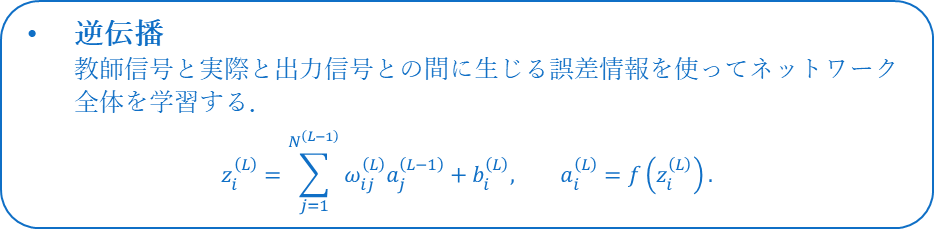 • 逆伝播
教師信号と実際と出力信号との間に生じる誤差情報を使ってネットワーク
全体を学習する.
$z_i^{(L)} = \sum_{j=1}^{N^{(L-1)}} \omega_{ij}^{(L)} a_j^{(L-1)} + b_i^{(L)}, \quad a_i^{(L)} = f\left(z_i^{(L)}\right).$